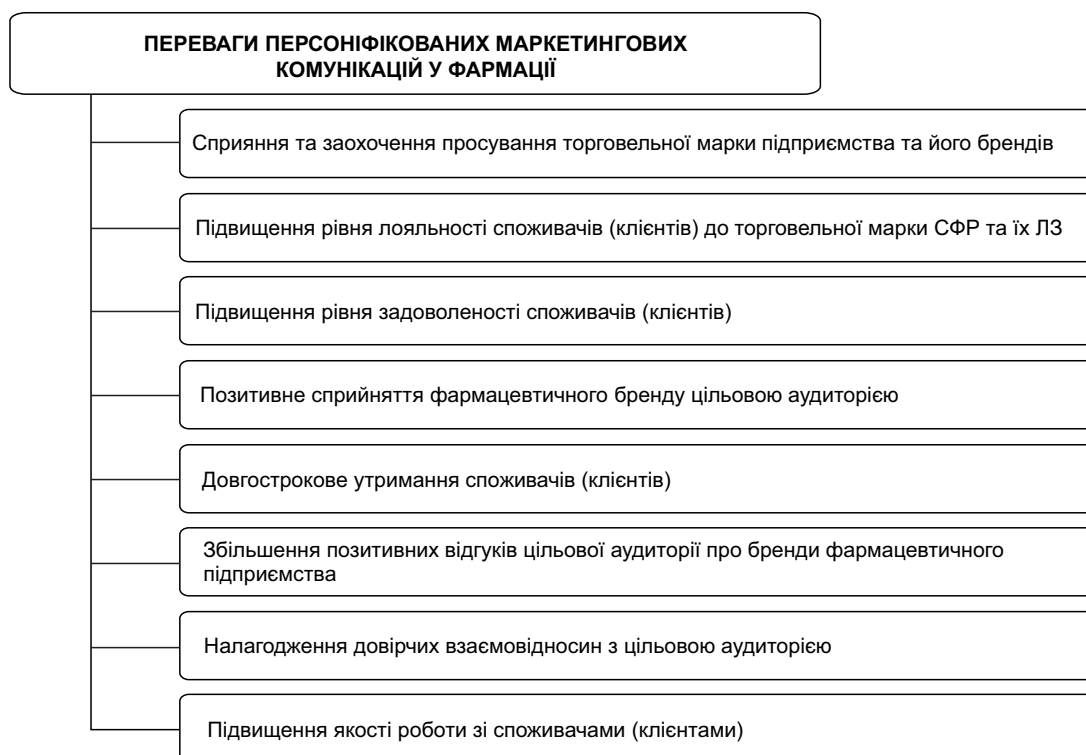 ПЕРЕВАГИ ПЕРСОНІФІКОВАНИХ МАРКЕТИНГОВИХ
КОМУНІКАЦІЙ У ФАРМАЦІЇ
Сприяння та заохочення просування торговельної марки підприємства та його брендів
Підвищення рівня лояльності споживачів (клієнтів) до торговельної марки СФР та їх ЛЗ
Підвищення рівня задоволеності споживачів (клієнтів)
Позитивне сприйняття фармацевтичного бренду цільовою аудиторією
Довгострокове утримання споживачів (клієнтів)
Збільшення позитивних відгуків цільової аудиторії про бренди фармацевтичного
підприємства
Налагодження довірчих взаємовідносин з цільовою аудиторією
Підвищення якості роботи зі споживачами (клієнтами)